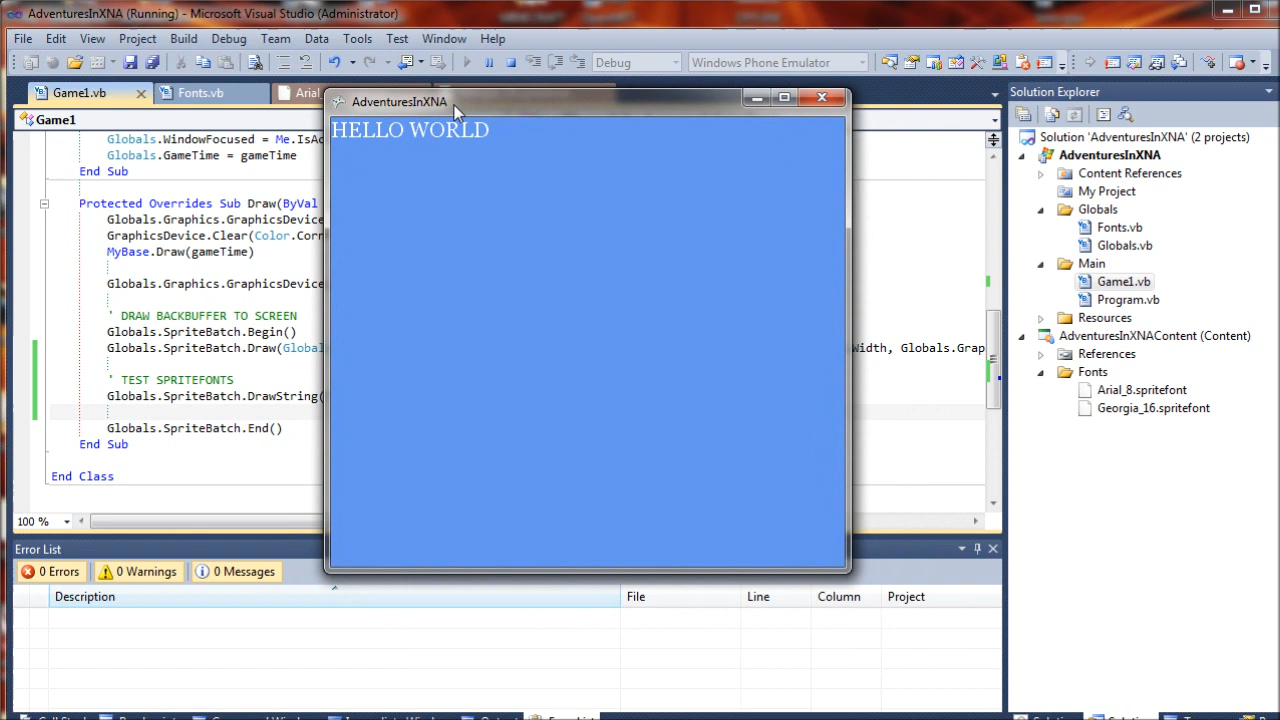 AdventuresInXNA (Running) - Microsoft Visual Studio (Administrator)
File Edit View Project Build Debug Team Data Tools Test Window Help
Debug Windows Phone Emulator
Game1.vb Fonts.vb Arial
Game1
Globals.WindowFocused = Me.IsAc
Globals.GameTime = gameTime
End Sub
Protected Overrides Sub Draw(ByVal
Globals.Graphics.GraphicsDevice
GraphicsDevice.Clear(Color.Corn
MyBase.Draw(gameTime)
Globals.Graphics.GraphicsDevice
' DRAW BACKBUFFER TO SCREEN
Globals.SpriteBatch.Begin()
Globals.SpriteBatch.Draw(Global Width, Globals.Grap
' TEST SPRITEFONTS
Globals.SpriteBatch.DrawString(
Globals.SpriteBatch.End()
End Sub
End Class
100 %
AdventuresInXNA
HELLO WORLD
Error List
0 Errors 0 Warnings 0 Messages
Description File Line Column Project
Solution Explorer
Solution 'AdventuresInXNA' (2 projects)
AdventuresInXNA
Content References
My Project
Globals
Fonts.vb
Globals.vb
Main
Game1.vb
Program.vb
Resources
AdventuresInXNAContent (Content)
References
Fonts
Arial_8.spritefont
Georgia_16.spritefont